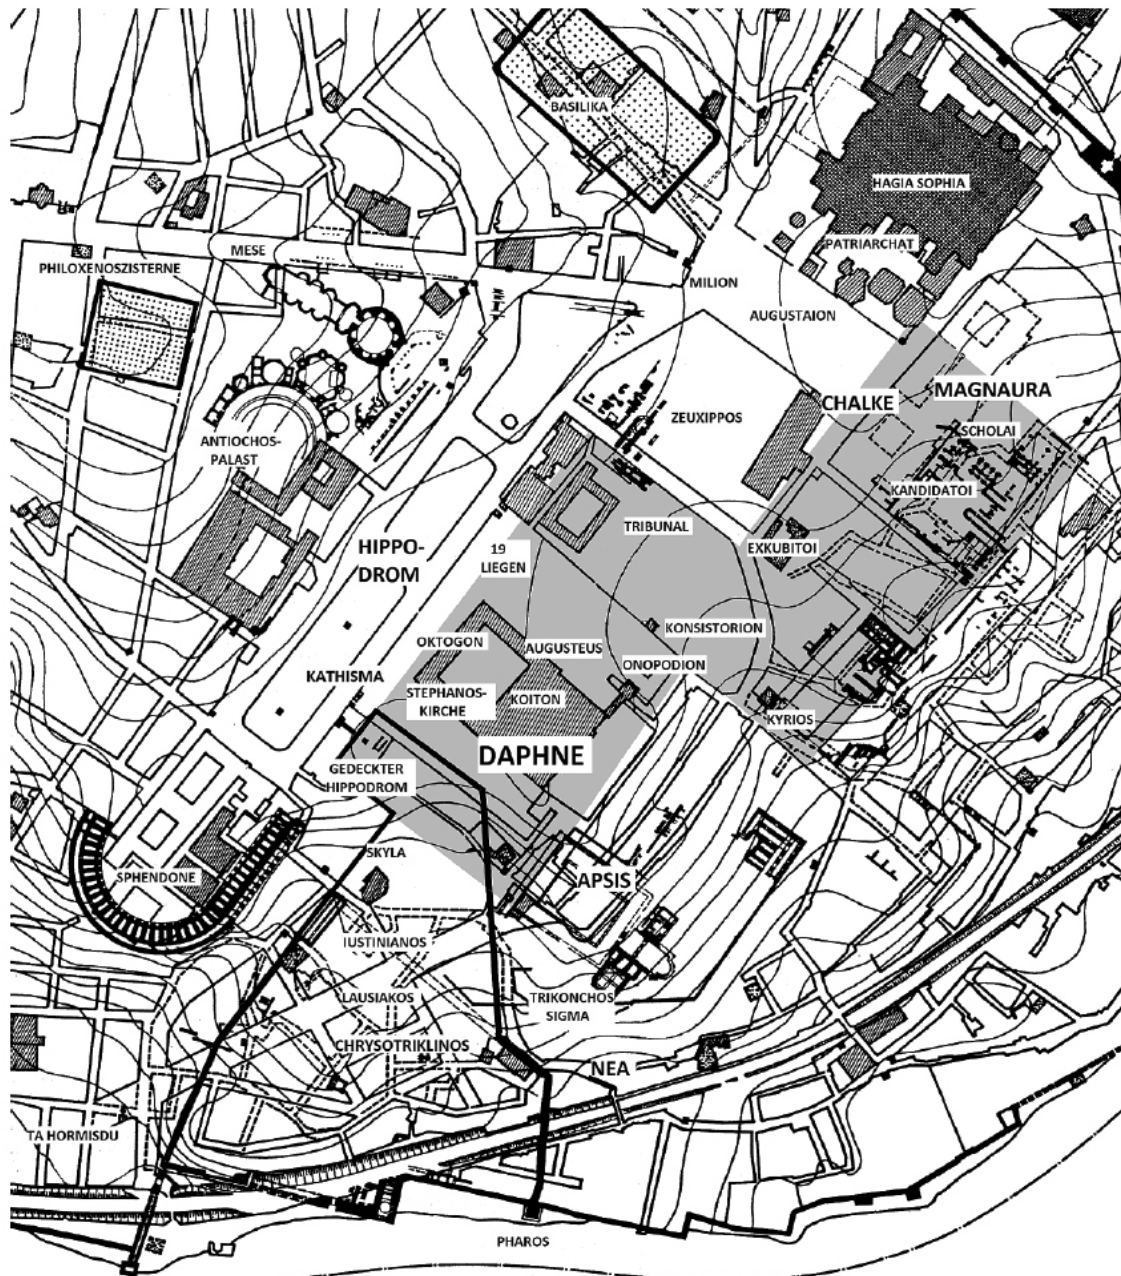 BASILIKA
HAGIA SOPHIA
PATRIARCHAT
MESE
PHILOXENOSZISTERNE
MILION
AUGUSTAION
CHALKE
MAGNAURA
ZEUXIPPOS
SCHOLAI
ANTIOCHOS-
PALAST
KANDIDATOI
TRIBUNAL
EXKUBITOI
HIPPO-
DROM
19
LIEGEN
KONSISTORION
OKTOGON
AUGUSTEUS
ONOPODION
KATHISMA
STEPHANOS-
KIRCHE
KOITON
KYRIOS
DAPHNE
GEDECKTER
HIPPODROM
SKYLA
SPHENDONE
APSIS
IUSTINIANOS
LAUSIAKOS
TRIKONCHOS
SIGMA
CHRYSOTRIKLINOS
NEA
TA HORMISDU
PHAROS